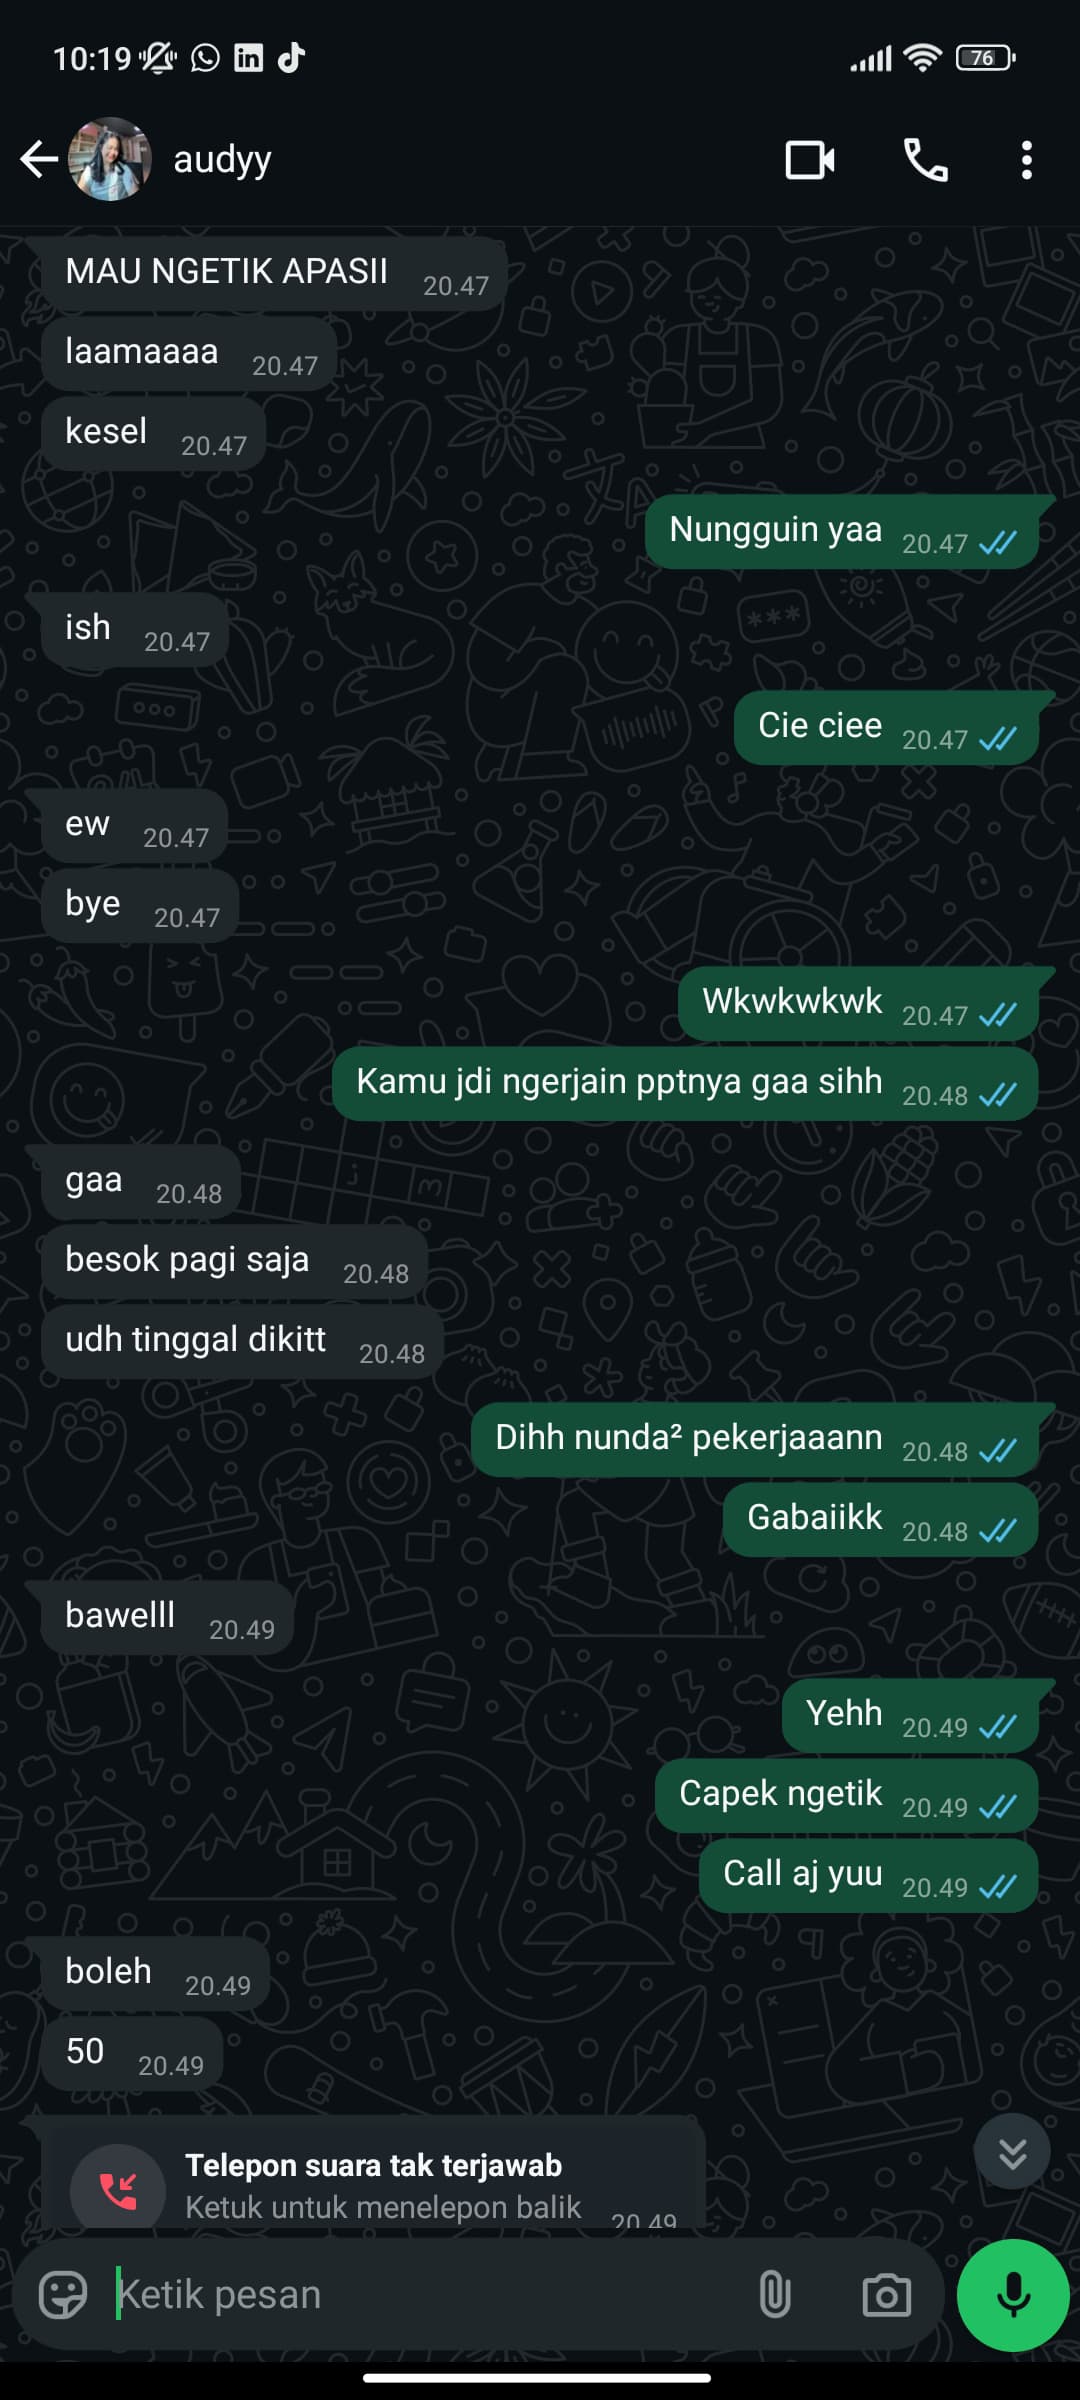 10:19
76
audyy
MAU NGETIK APASII 20.47
laamaaaa 20.47
kesel 20.47
Nungguin yaa 20.47
ish 20.47
Cie ciee 20.47
ew 20.47
bye 20.47
Wkwkwkwk 20.47
Kamu jdi ngerjain pptnya gaa sihh 20.48
gaa 20.48
besok pagi saja 20.48
udh tinggal dikitt 20.48
Dihh nunda² pekerjaaann 20.48
Gabaiikk 20.48
bawelll 20.49
Yehh 20.49
Capek ngetik 20.49
Call aj yuu 20.49
boleh 20.49
50 20.49
Telepon suara tak terjawab
Ketuk untuk menelepon balik 20.49
Ketik pesan